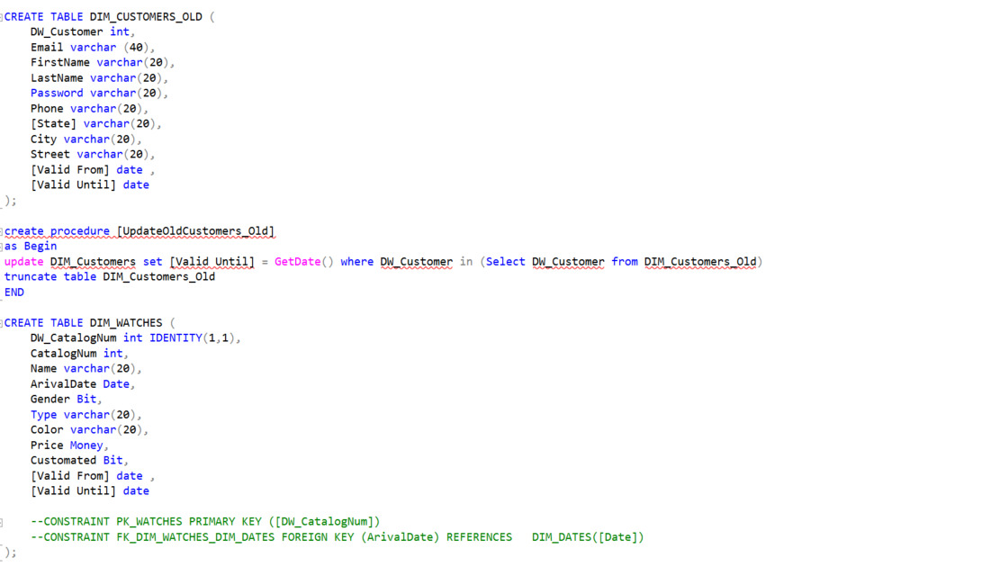 CREATE TABLE DIM_CUSTOMERS_OLD (
DW_Customer int,
Email varchar (40),
FirstName varchar(20),
LastName varchar(20),
Password varchar(20),
Phone varchar(20),
[State] varchar(20),
City varchar(20),
Street varchar(20),
[Valid From] date ,
[Valid Until] date
);
create procedure [UpdateOldCustomers_Old]
as Begin
update DIM_Customers set [Valid Until] = GetDate() where DW_Customer in (Select DW_Customer from DIM_Customers_Old)
truncate table DIM_Customers_Old
END
CREATE TABLE DIM_WATCHES (
DW_CatalogNum int IDENTITY(1,1),
CatalogNum int,
Name varchar(20),
ArivalDate Date,
Gender Bit,
Type varchar(20),
Color varchar(20),
Price Money,
Customated Bit,
[Valid From] date ,
[Valid Until] date
--CONSTRAINT PK_WATCHES PRIMARY KEY ([DW_CatalogNum])
--CONSTRAINT FK_DIM_WATCHES_DIM_DATES FOREIGN KEY (ArivalDate) REFERENCES   DIM_DATES([Date])
);